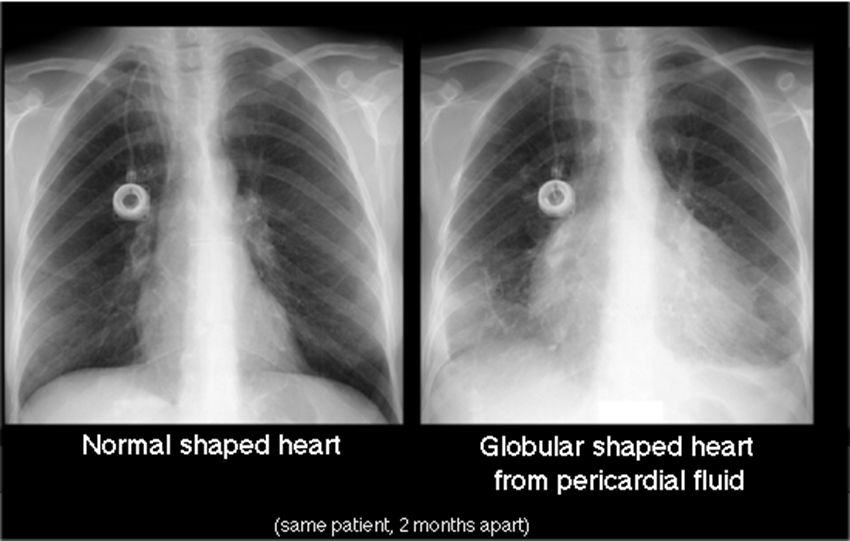 Normal shaped heart
Globular shaped heart
from pericardial fluid
(same patient, 2 months apart)